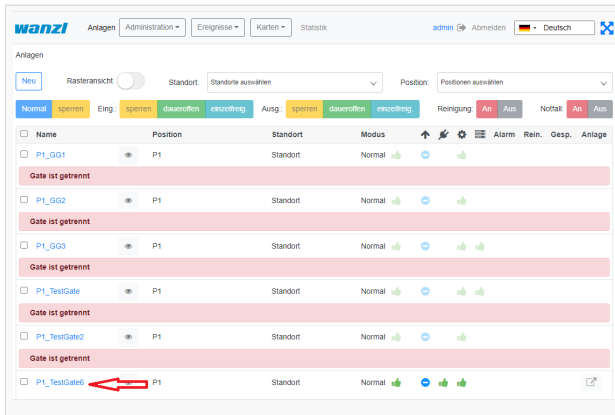 wanzl Anlagen Administration Ereignisse Karten Statistik admin Abmelden Deutsch
Anlagen
Neu Rasteransicht Standort: Standorte auswählen Position: Positionen auswählen
Normal sperren Eing.: sperren daueroffen einzelfreig. Ausg.: sperren daueroffen einzelfreig. Reinigung: An Aus Notfall: An Aus
Name Position Standort Modus Alarm Rein. Gesp. Anlage
P1_GG1 P1 Standort Normal
Gate ist getrennt
P1_GG2 P1 Standort Normal
Gate ist getrennt
P1_GG3 P1 Standort Normal
Gate ist getrennt
P1_TestGate P1 Standort Normal
Gate ist getrennt
P1_TestGate2 P1 Standort Normal
Gate ist getrennt
P1_TestGate6 P1 Standort Normal